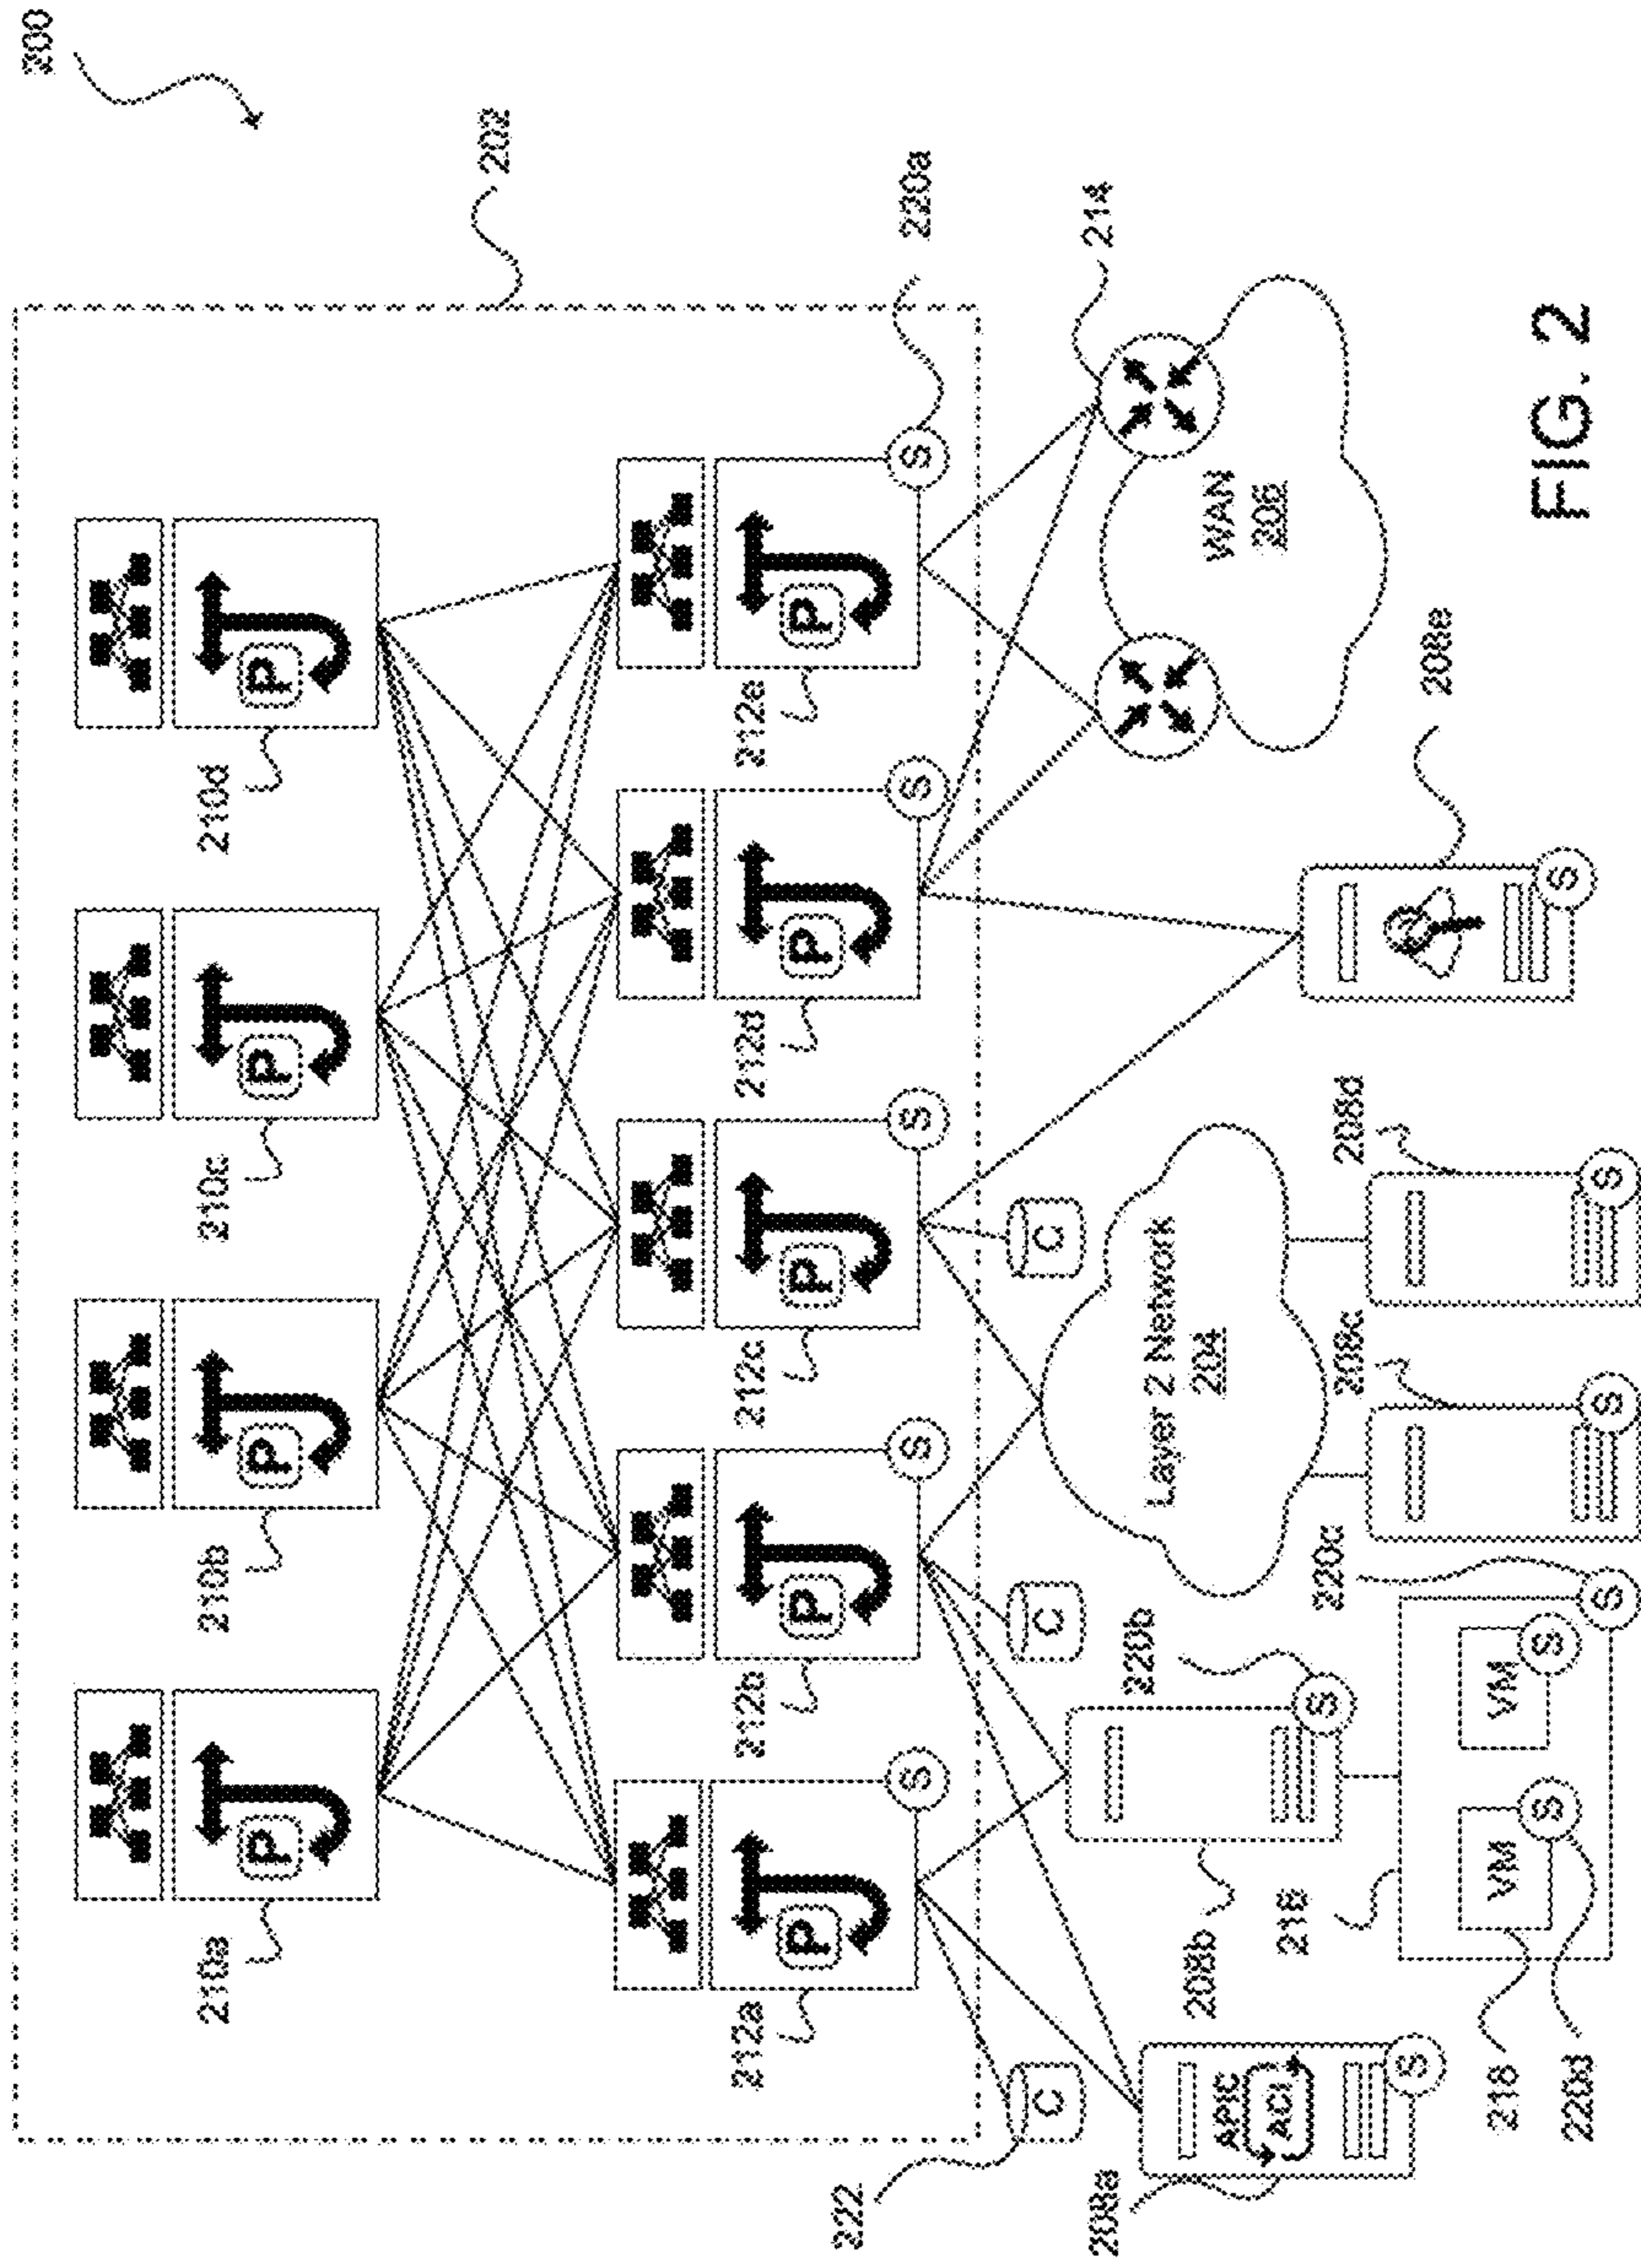 200
202
210a
P
210b
P
210c
P
210d
P
212a
P
S
212b
P
S
212c
P
S
212d
P
S
212e
P
S
220a
222
C
C
C
214
208a
APIC
ACI
S
208b
S
220b
Layer 2 Network
204
WAN
206
208e
S
216
VM
S
VM
S
218
220d
220c
S
208c
S
208d
S
FIG. 2